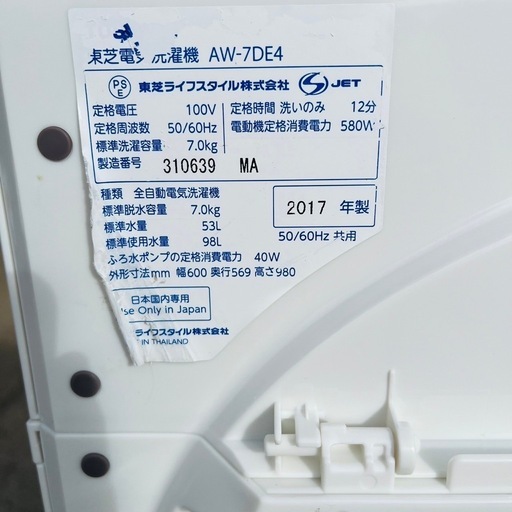 東芝電 洗濯機 AW-7DE4
PS E 東芝ライフスタイル株式会社 JET
定格電圧 100V 定格時間 洗いのみ 12分
定格周波数 50/60Hz 電動機定格消費電力 580W
標準洗濯容量 7.0kg
製造番号 310639 MA
種類 全自動電気洗濯機
標準脱水容量 7.0kg 2017 年製
標準水量 53L
標準使用水量 98L 50/60Hz 共用
ふろ水ポンプの定格消費電力 40W
外形寸法mm 幅600 奥行569 高さ980
日本国内専用
se Only in Japan
ライフスタイル株式会社
IN THAILAND